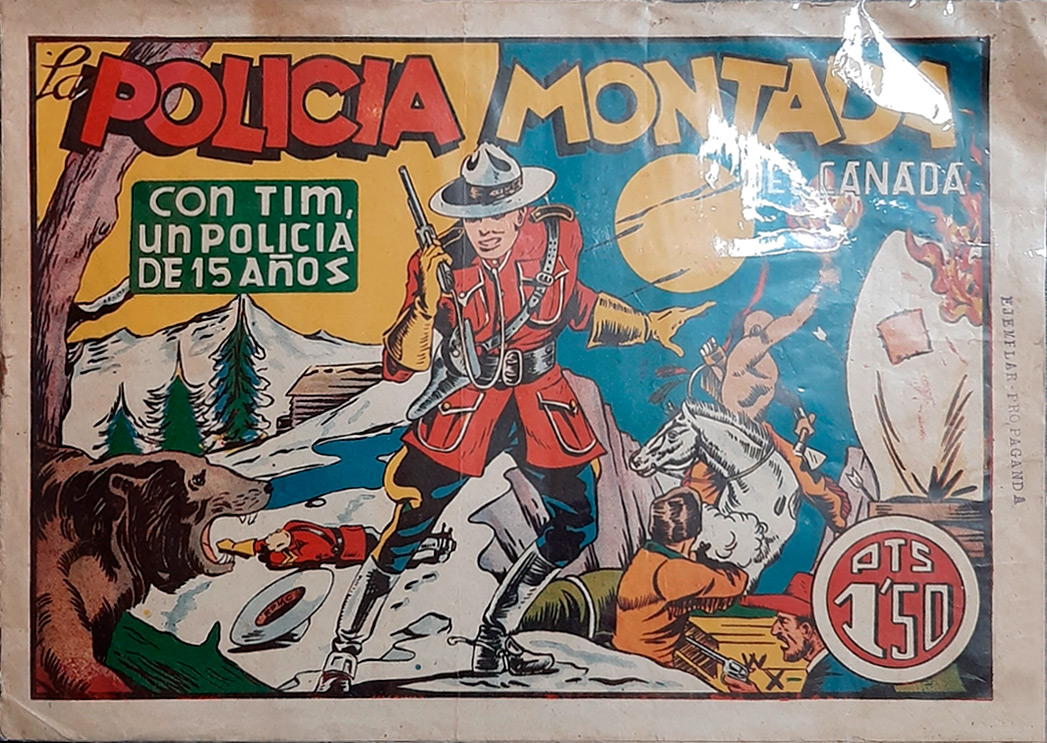 La
POLICIA MONTADA
DEL CANADA
CON TIM,
UN POLICIA
DE 15 AÑOS
PTS
1'50
EJEMPLAR-PROPAGANDA